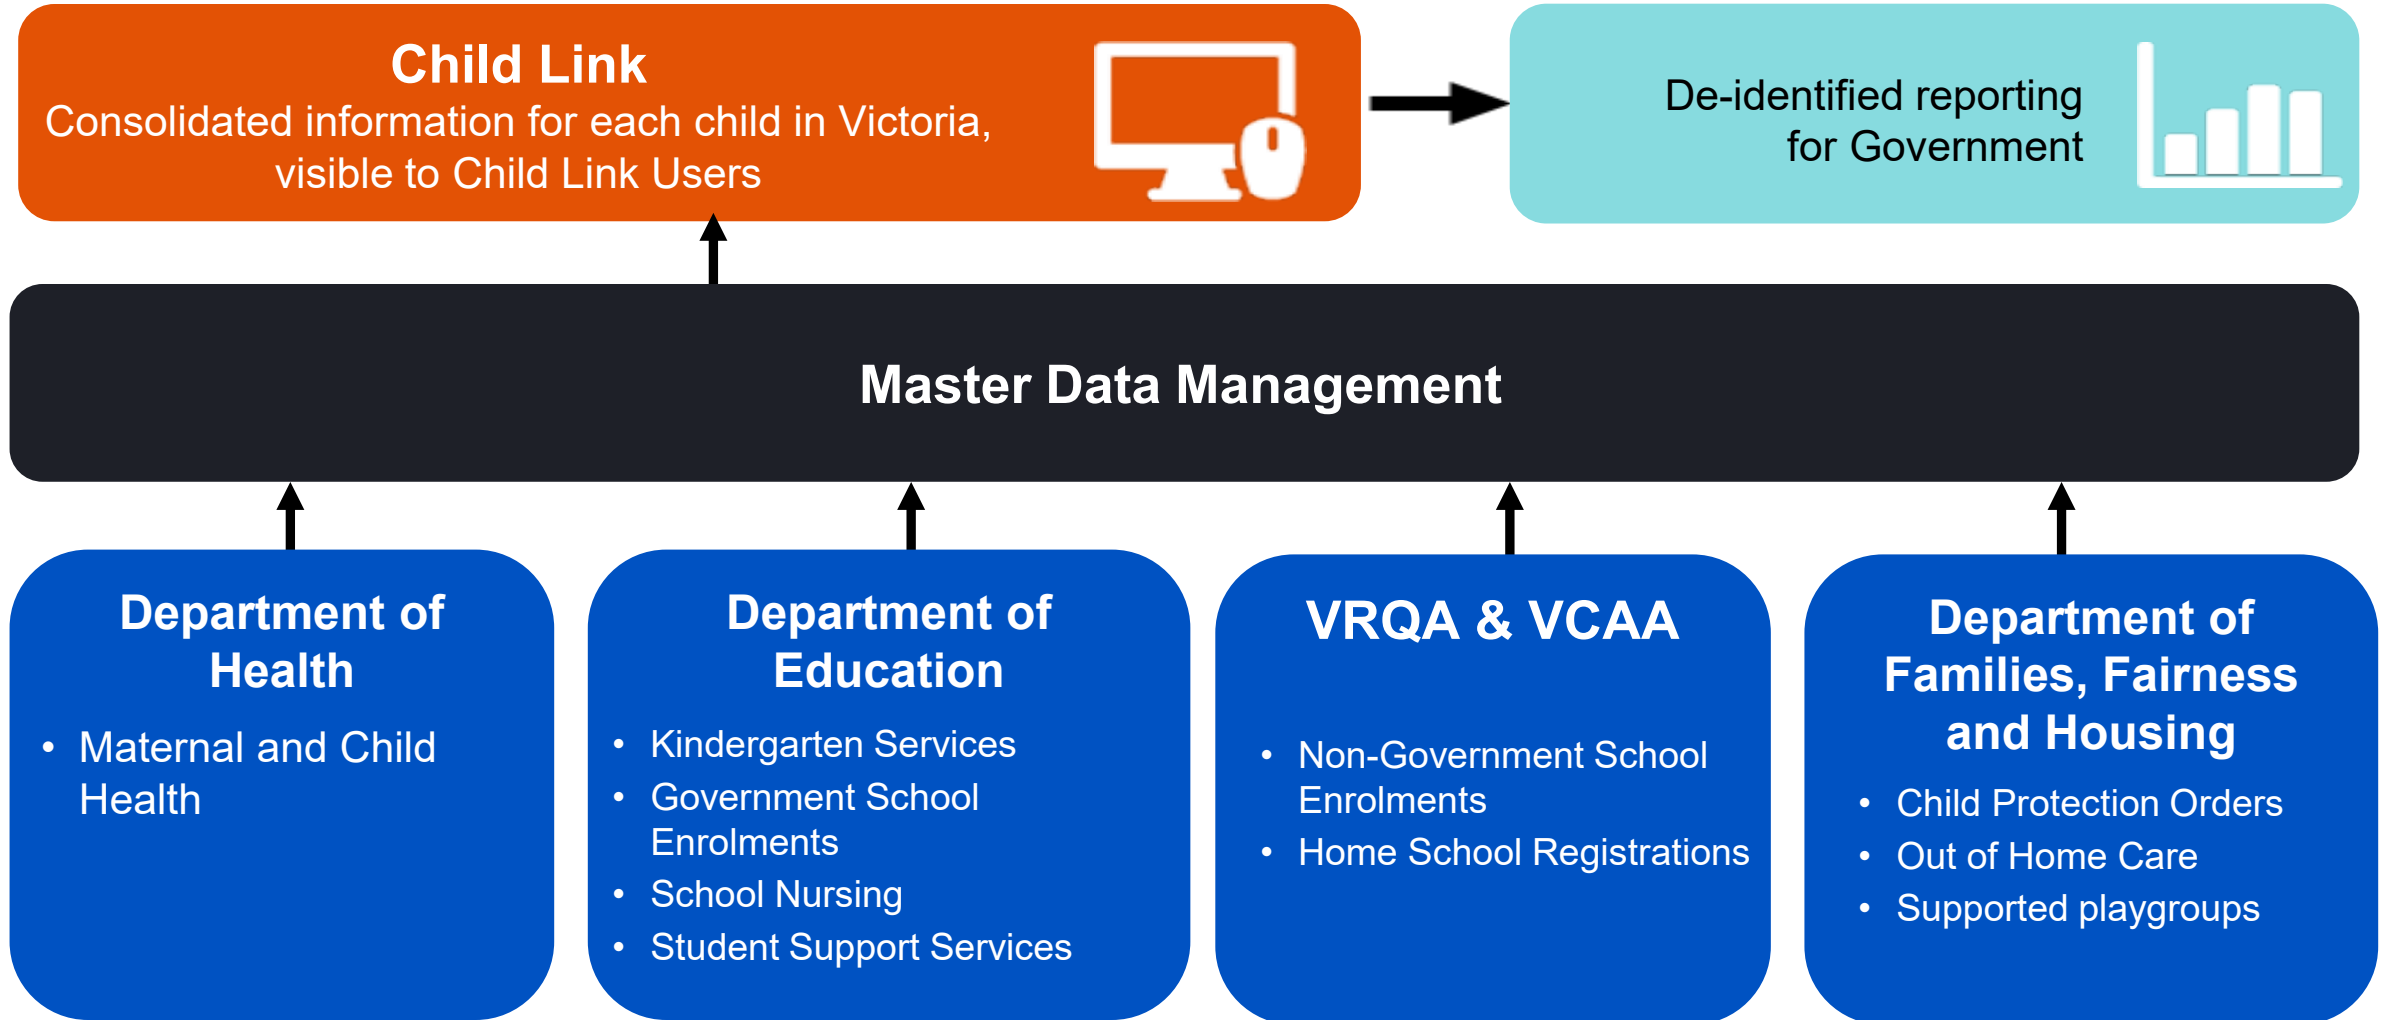 Child Link
Consolidated information for each child in Victoria,
visible to Child Link Users
De-identified reporting
for Government
Master Data Management
Department of
Health
• Maternal and Child
Health
Department of
Education
• Kindergarten Services
• Government School
Enrolments
• School Nursing
• Student Support Services
VRQA & VCAA
• Non-Government School
Enrolments
• Home School Registrations
Department of
Families, Fairness
and Housing
• Child Protection Orders
• Out of Home Care
• Supported playgroups